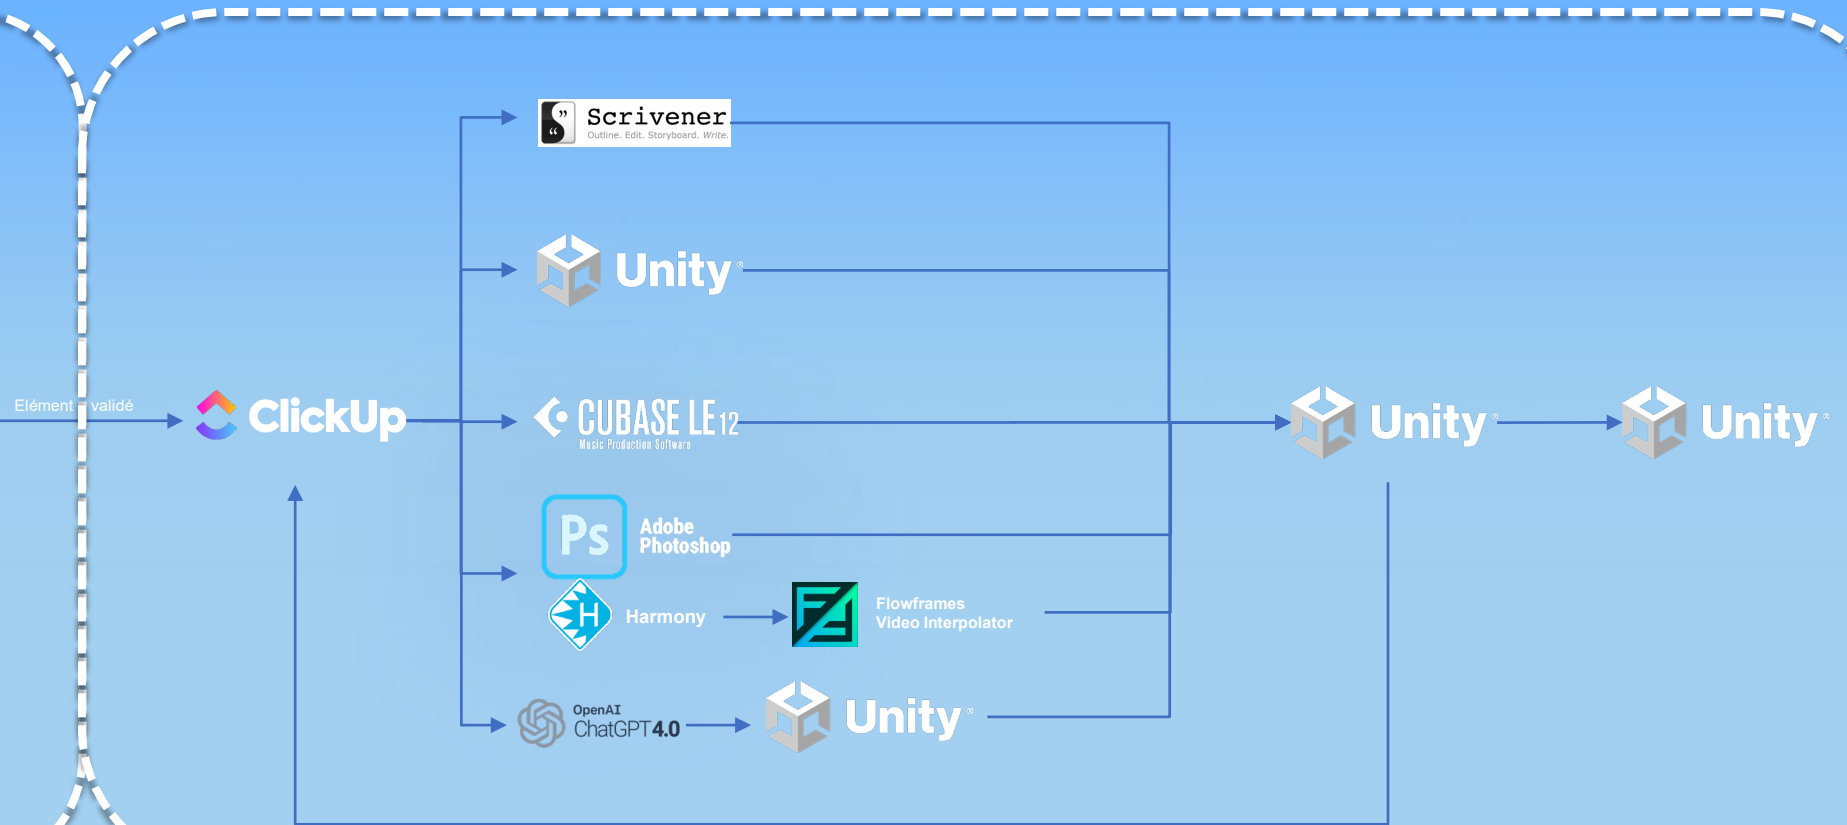 Scrivener
Outline. Edit. Storyboard. Write.
Unity
Elément validé
ClickUp
CUBASE LE 12
Music Production Software
Unity
Unity
Ps
Adobe
Photoshop
H
Harmony
Flowframes
Video Interpolator
OpenAI
ChatGPT4.0
Unity